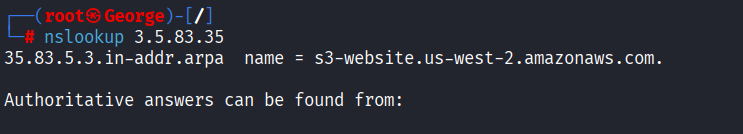 ┌──(root㉿George)-[/]
└─# nslookup 3.5.83.35
35.83.5.3.in-addr.arpa  name = s3-website.us-west-2.amazonaws.com.
Authoritative answers can be found from: